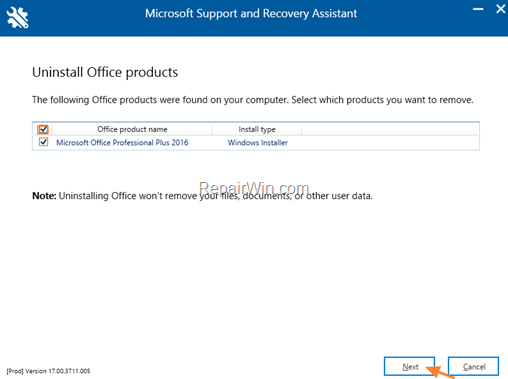 Microsoft Support and Recovery Assistant
Uninstall Office products
The following Office products were found on your computer. Select which products you want to remove.
Office product name Install type
Microsoft Office Professional Plus 2016 Windows Installer
RepairWin.com
Note: Uninstalling Office won't remove your files, documents, or other user data.
Next Cancel
[Prod] Version 17.00.3711.005